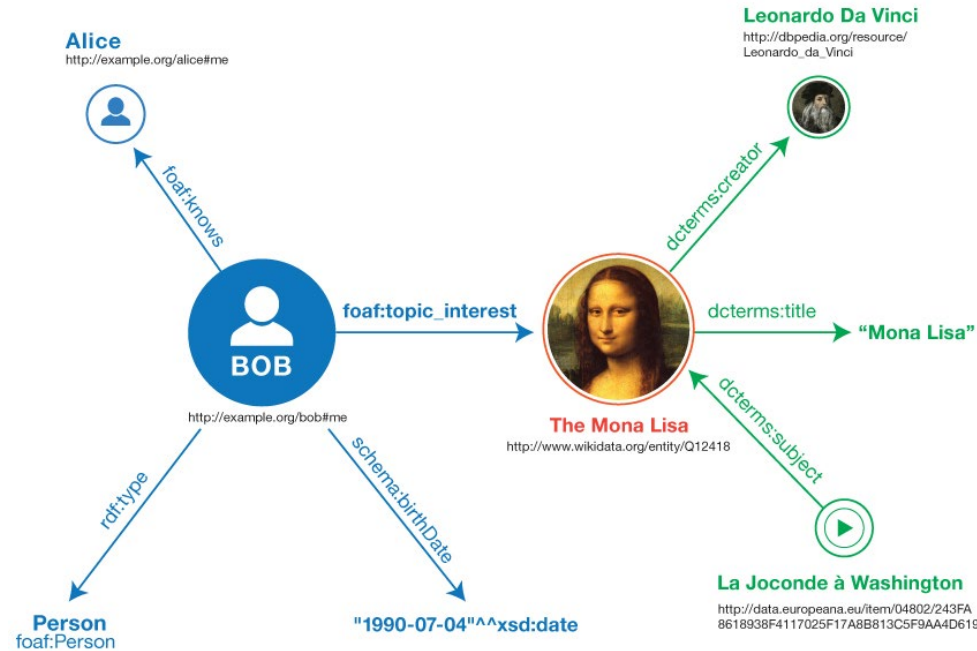 Alice
http://example.org/alice#me
Leonardo Da Vinci
http://dbpedia.org/resource/
Leonardo_da_Vinci
foaf:knows
dcterms:creator
BOB
http://example.org/bob#me
foaf:topic_interest
dcterms:title
“Mona Lisa”
The Mona Lisa
http://www.wikidata.org/entity/Q12418
dcterms:subject
rdf:type
schema:birthDate
La Joconde à Washington
http://data.europeana.eu/item/04802/243FA
8618938F4117025F17A8B813C5F9AA4D619
Person
foaf:Person
"1990-07-04"^^xsd:date